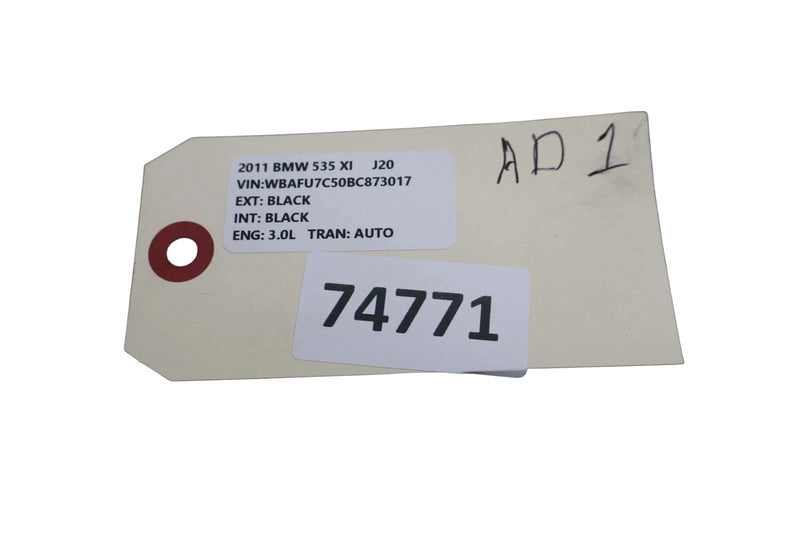 2011 BMW 535 XI J20
VIN:WBAFU7C50BC873017
EXT: BLACK
INT: BLACK
ENG: 3.0L TRAN: AUTO
AD 1
74771